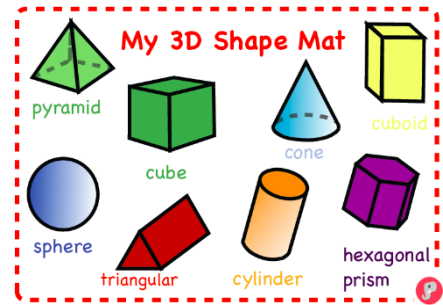 My 3D Shape Mat
pyramid
cube
cone
cuboid
sphere
triangular
cylinder
hexagonal
prism